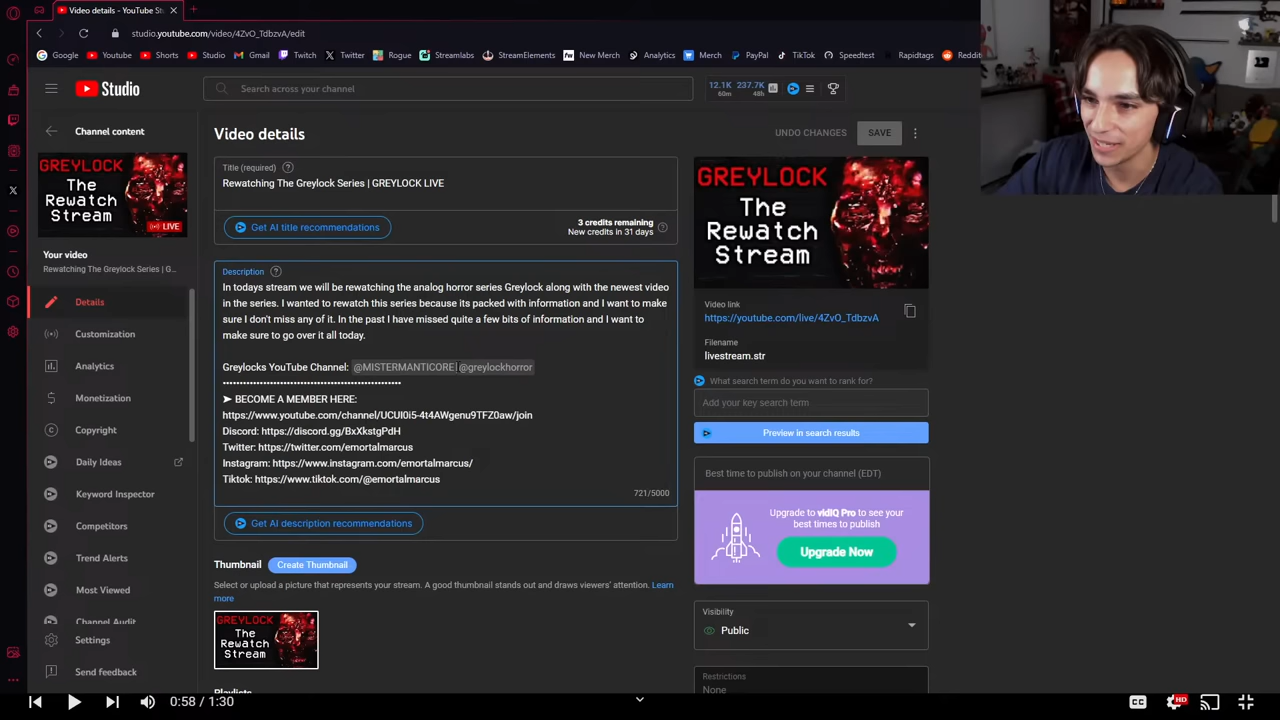 Video details - YouTube St
studio.youtube.com/video/4ZvO_TdbzvA/edit
Google
Youtube
Shorts
Studio
Gmail
Twitch
Twitter
Rogue
Streamlabs
StreamElements
New Merch
Analytics
Merch
PayPal
TikTok
Speedtest
Rapidtags
Reddit
Studio
Search across your channel
12.1K 237.7K
60m 48h
Channel content
GREYLOCK
The
Rewatch
Stream
LIVE
Your video
Rewatching The Greylock Series | G...
Details
Customization
Analytics
Monetization
Copyright
Daily Ideas
Keyword Inspector
Competitors
Trend Alerts
Most Viewed
Channel Audit
Settings
Send feedback
Video details
UNDO CHANGES
SAVE
Title (required)
Rewatching The Greylock Series | GREYLOCK LIVE
Get AI title recommendations
3 credits remaining
New credits in 31 days
Description
In todays stream we will be rewatching the analog horror series Greylock along with the newest video
in the series. I wanted to rewatch this series because its packed with information and I want to make
sure I don't miss any of it. In the past I have missed quite a few bits of information and I want to
make sure to go over it all today.
Greylocks YouTube Channel: @MISTERMANTICORE @greylockhorror
➤ BECOME A MEMBER HERE:
https://www.youtube.com/channel/UCUI0i5-4t4AWgenu9TFZ0aw/join
Discord: https://discord.gg/BxXkstgPdH
Twitter: https://twitter.com/emortalmarcus
Instagram: https://www.instagram.com/emortalmarcus/
Tiktok: https://www.tiktok.com/@emortalmarcus
721/5000
Get AI description recommendations
Thumbnail
Create Thumbnail
Select or upload a picture that represents your stream. A good thumbnail stands out and draws viewers' attention. Learn
more
GREYLOCK
The
Rewatch
Stream
Playlists
GREYLOCK
The
Rewatch
Stream
Video link
https://youtube.com/live/4ZvO_TdbzvA
Filename
livestream.str
What search term do you want to rank for?
Add your key search term
Preview in search results
Best time to publish on your channel (EDT)
Upgrade to vidIQ Pro to see your
best times to publish
Upgrade Now
Visibility
Public
Restrictions
None
0:58 / 1:30
CC
HD